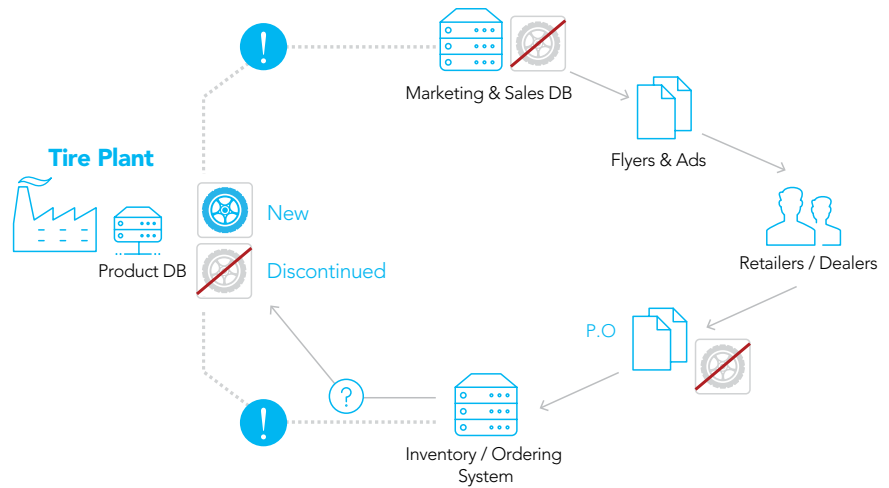 !
Marketing & Sales DB
Flyers & Ads
Tire Plant
New
Product DB
Discontinued
Retailers / Dealers
P.O
?
!
Inventory / Ordering
System